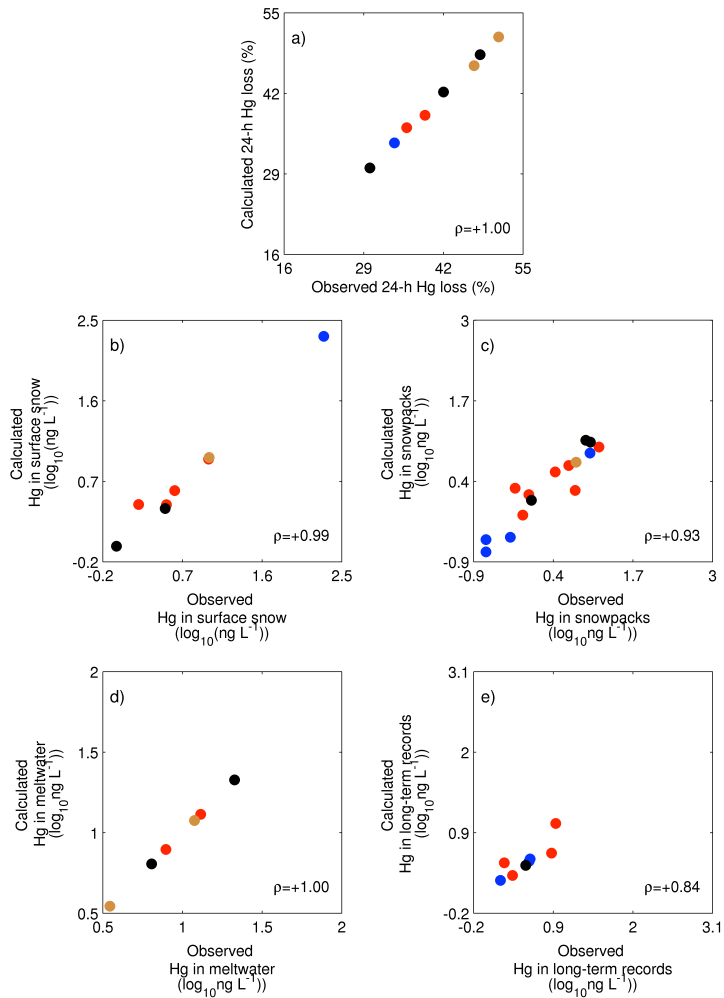 a)
Calculated 24-h Hg loss (%)
55
42
29
16
ρ=+1.00
16 29 42 55
Observed 24-h Hg loss (%)
b)
Calculated
Hg in surface snow
(log10(ng L-1))
2.5
1.6
0.7
-0.2
ρ=+0.99
-0.2 0.7 1.6 2.5
Observed
Hg in surface snow
(log10(ng L-1))
c)
Calculated
Hg in snowpacks
(log10ng L-1))
3
1.7
0.4
-0.9
ρ=+0.93
-0.9 0.4 1.7 3
Observed
Hg in snowpacks
(log10ng L-1))
d)
Calculated
Hg in meltwater
(log10ng L-1))
2
1.5
1
0.5
ρ=+1.00
0.5 1 1.5 2
Observed
Hg in meltwater
(log10ng L-1))
e)
Calculated
Hg in long-term records
(log10ng L-1))
3.1
2
0.9
-0.2
ρ=+0.84
-0.2 0.9 2 3.1
Observed
Hg in long-term records
(log10ng L-1))